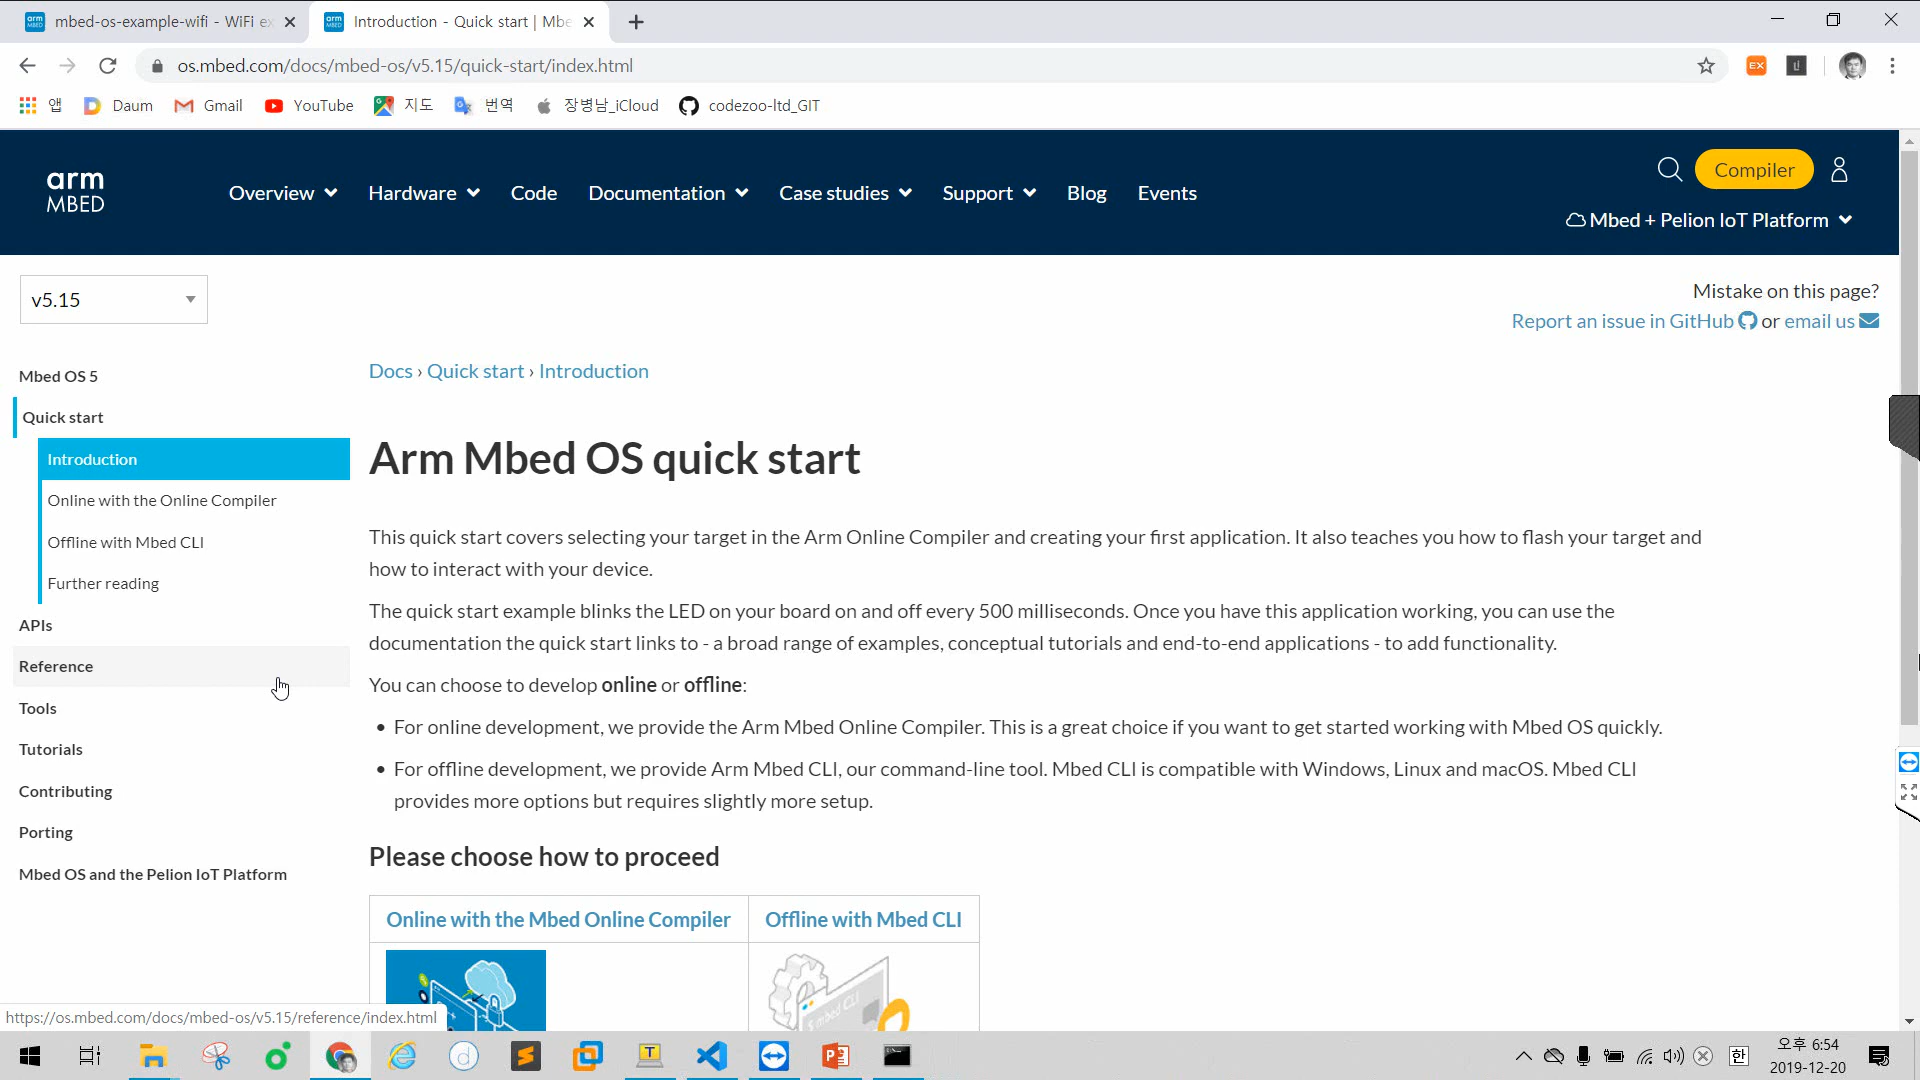 mbed-os-example-wifi - WiFi ex
Introduction - Quick start | Mbe
os.mbed.com/docs/mbed-os/v5.15/quick-start/index.html
앱
Daum
Gmail
YouTube
지도
번역
장병남_iCloud
codezoo-ltd_GIT
arm
MBED
Overview
Hardware
Code
Documentation
Case studies
Support
Blog
Events
Compiler
Mbed + Pelion IoT Platform
v5.15
Mistake on this page?
Report an issue in GitHub or email us
Mbed OS 5
Quick start
Introduction
Online with the Online Compiler
Offline with Mbed CLI
Further reading
APIs
Reference
Tools
Tutorials
Contributing
Porting
Mbed OS and the Pelion IoT Platform
Docs › Quick start › Introduction
Arm Mbed OS quick start
This quick start covers selecting your target in the Arm Online Compiler and creating your first application. It also teaches you how to flash your target and
how to interact with your device.
The quick start example blinks the LED on your board on and off every 500 milliseconds. Once you have this application working, you can use the
documentation the quick start links to - a broad range of examples, conceptual tutorials and end-to-end applications - to add functionality.
You can choose to develop online or offline:
• For online development, we provide the Arm Mbed Online Compiler. This is a great choice if you want to get started working with Mbed OS quickly.
• For offline development, we provide Arm Mbed CLI, our command-line tool. Mbed CLI is compatible with Windows, Linux and macOS. Mbed CLI
provides more options but requires slightly more setup.
Please choose how to proceed
Online with the Mbed Online Compiler
Offline with Mbed CLI
$ mbed CLI
https://os.mbed.com/docs/mbed-os/v5.15/reference/index.html
한
오후 6:54
2019-12-20